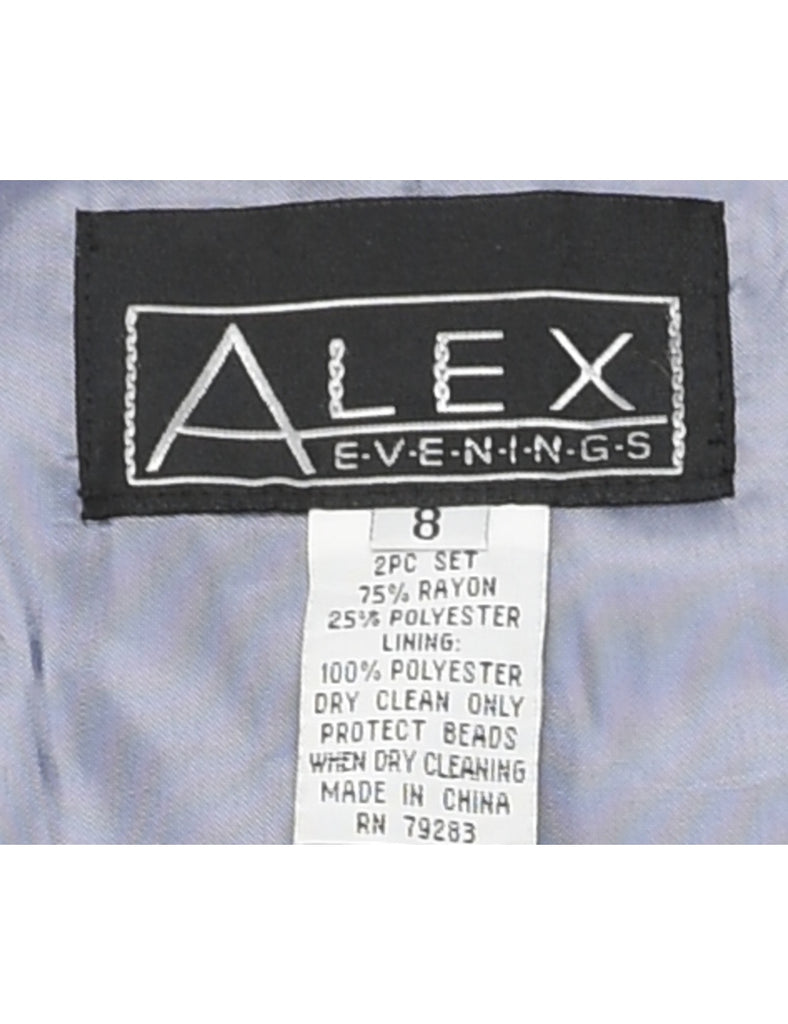 ALEX
E-V-E-N-I-N-G-S
8
2PC SET
75% RAYON
25% POLYESTER
LINING:
100% POLYESTER
DRY CLEAN ONLY
PROTECT BEADS
WHEN DRY CLEANING
MADE IN CHINA
RN 79283